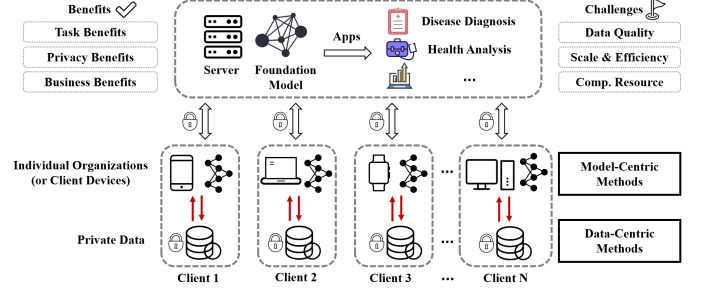 Benefits
Task Benefits
Privacy Benefits
Business Benefits
Server
Foundation
Model
Apps
Disease Diagnosis
Health Analysis
...
Challenges
Data Quality
Scale & Efficiency
Comp. Resource
Individual Organizations
(or Client Devices)
...
Model-Centric
Methods
Private Data
...
Data-Centric
Methods
Client 1
Client 2
Client 3
...
Client N